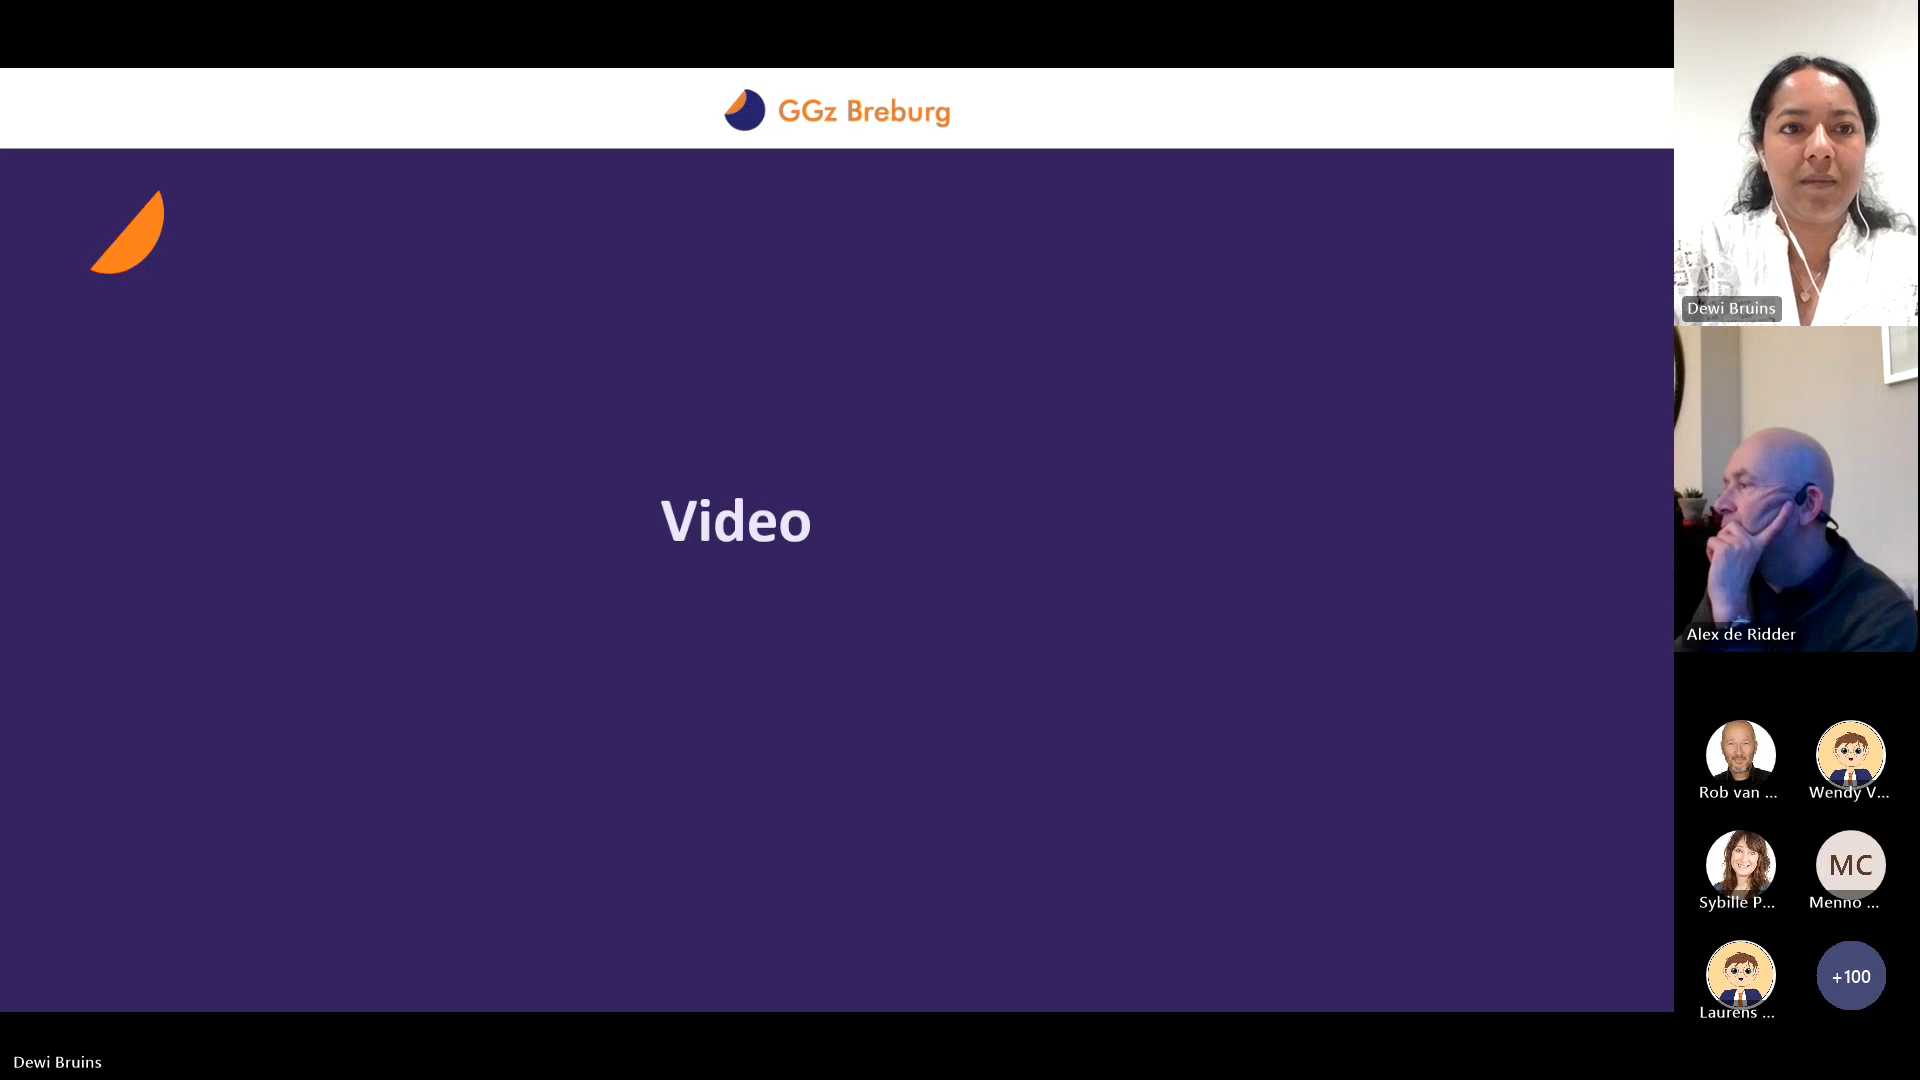 GGz Breburg
Video
Dewi Bruins
Alex de Ridder
Rob van ...
Wendy V...
Sybille P...
MC
Menno ...
Laurens ...
+100
Dewi Bruins